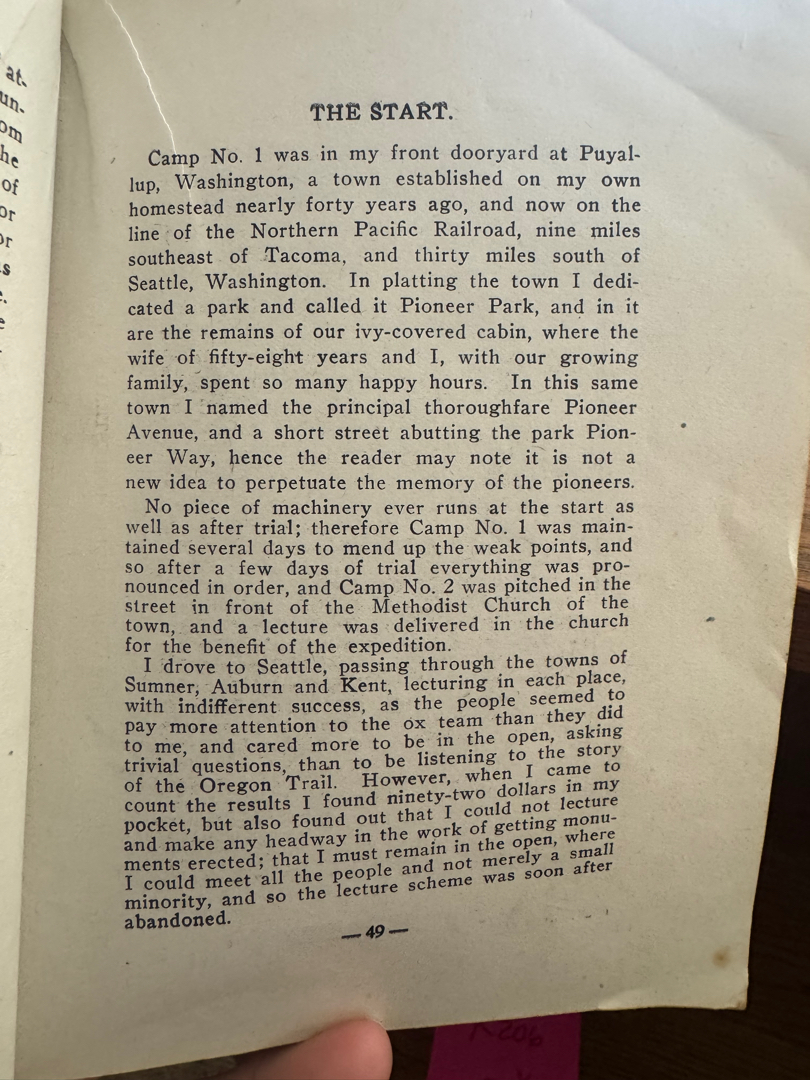 at.
un-
om
he
of
or
or
s
e.
e
THE START.
Camp No. 1 was in my front dooryard at Puyal-
lup, Washington, a town established on my own
homestead nearly forty years ago, and now on the
line of the Northern Pacific Railroad, nine miles
southeast of Tacoma, and thirty miles south of
Seattle, Washington. In platting the town I dedi-
cated a park and called it Pioneer Park, and in it
are the remains of our ivy-covered cabin, where the
wife of fifty-eight years and I, with our growing
family, spent so many happy hours. In this same
town I named the principal thoroughfare Pioneer
Avenue, and a short street abutting the park Pion-
eer Way, hence the reader may note it is not a
new idea to perpetuate the memory of the pioneers.
No piece of machinery ever runs at the start as
well as after trial; therefore Camp No. 1 was main-
tained several days to mend up the weak points, and
so after a few days of trial everything was pro-
nounced in order, and Camp No. 2 was pitched in the
street in front of the Methodist Church of the
town, and a lecture was delivered in the church
for the benefit of the expedition.
I drove to Seattle, passing through the towns of
Sumner, Auburn and Kent, lecturing in each place,
with indifferent success, as the people seemed to
pay more attention to the ox team than they did
to me, and cared more to be in the open, asking
trivial questions, than to be listening to the story
of the Oregon Trail. However, when I came to
count the results I found ninety-two dollars in my
pocket, but also found out that I could not lecture
and make any headway in the work of getting monu-
ments erected; that I must remain in the open, where
I could meet all the people and not merely a small
minority, and so the lecture scheme was soon after
abandoned.
— 49 —